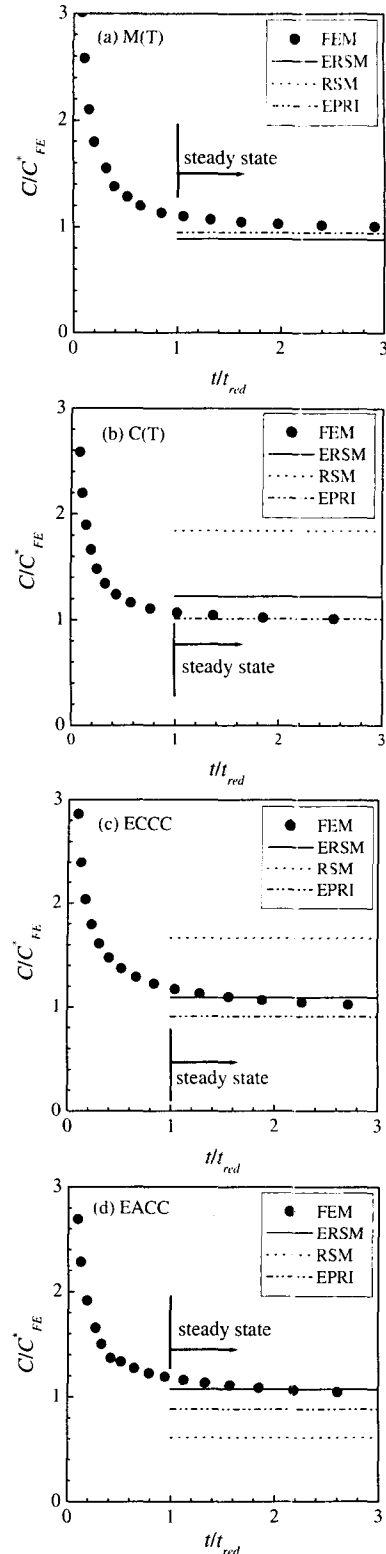 (a) M(T)
FEM
ERSM
RSM
EPRI
steady state
3
2
1
0
C/C*FE
0 1 2 3
t/tred
(b) C(T)
FEM
ERSM
RSM
EPRI
steady state
3
2
1
0
C/C*FE
0 1 2 3
t/tred
(c) ECCC
FEM
ERSM
RSM
EPRI
steady state
3
2
1
0
C/C*FE
0 1 2 3
t/tred
(d) EACC
FEM
ERSM
RSM
EPRI
steady state
3
2
1
0
C/C*FE
0 1 2 3
t/tred